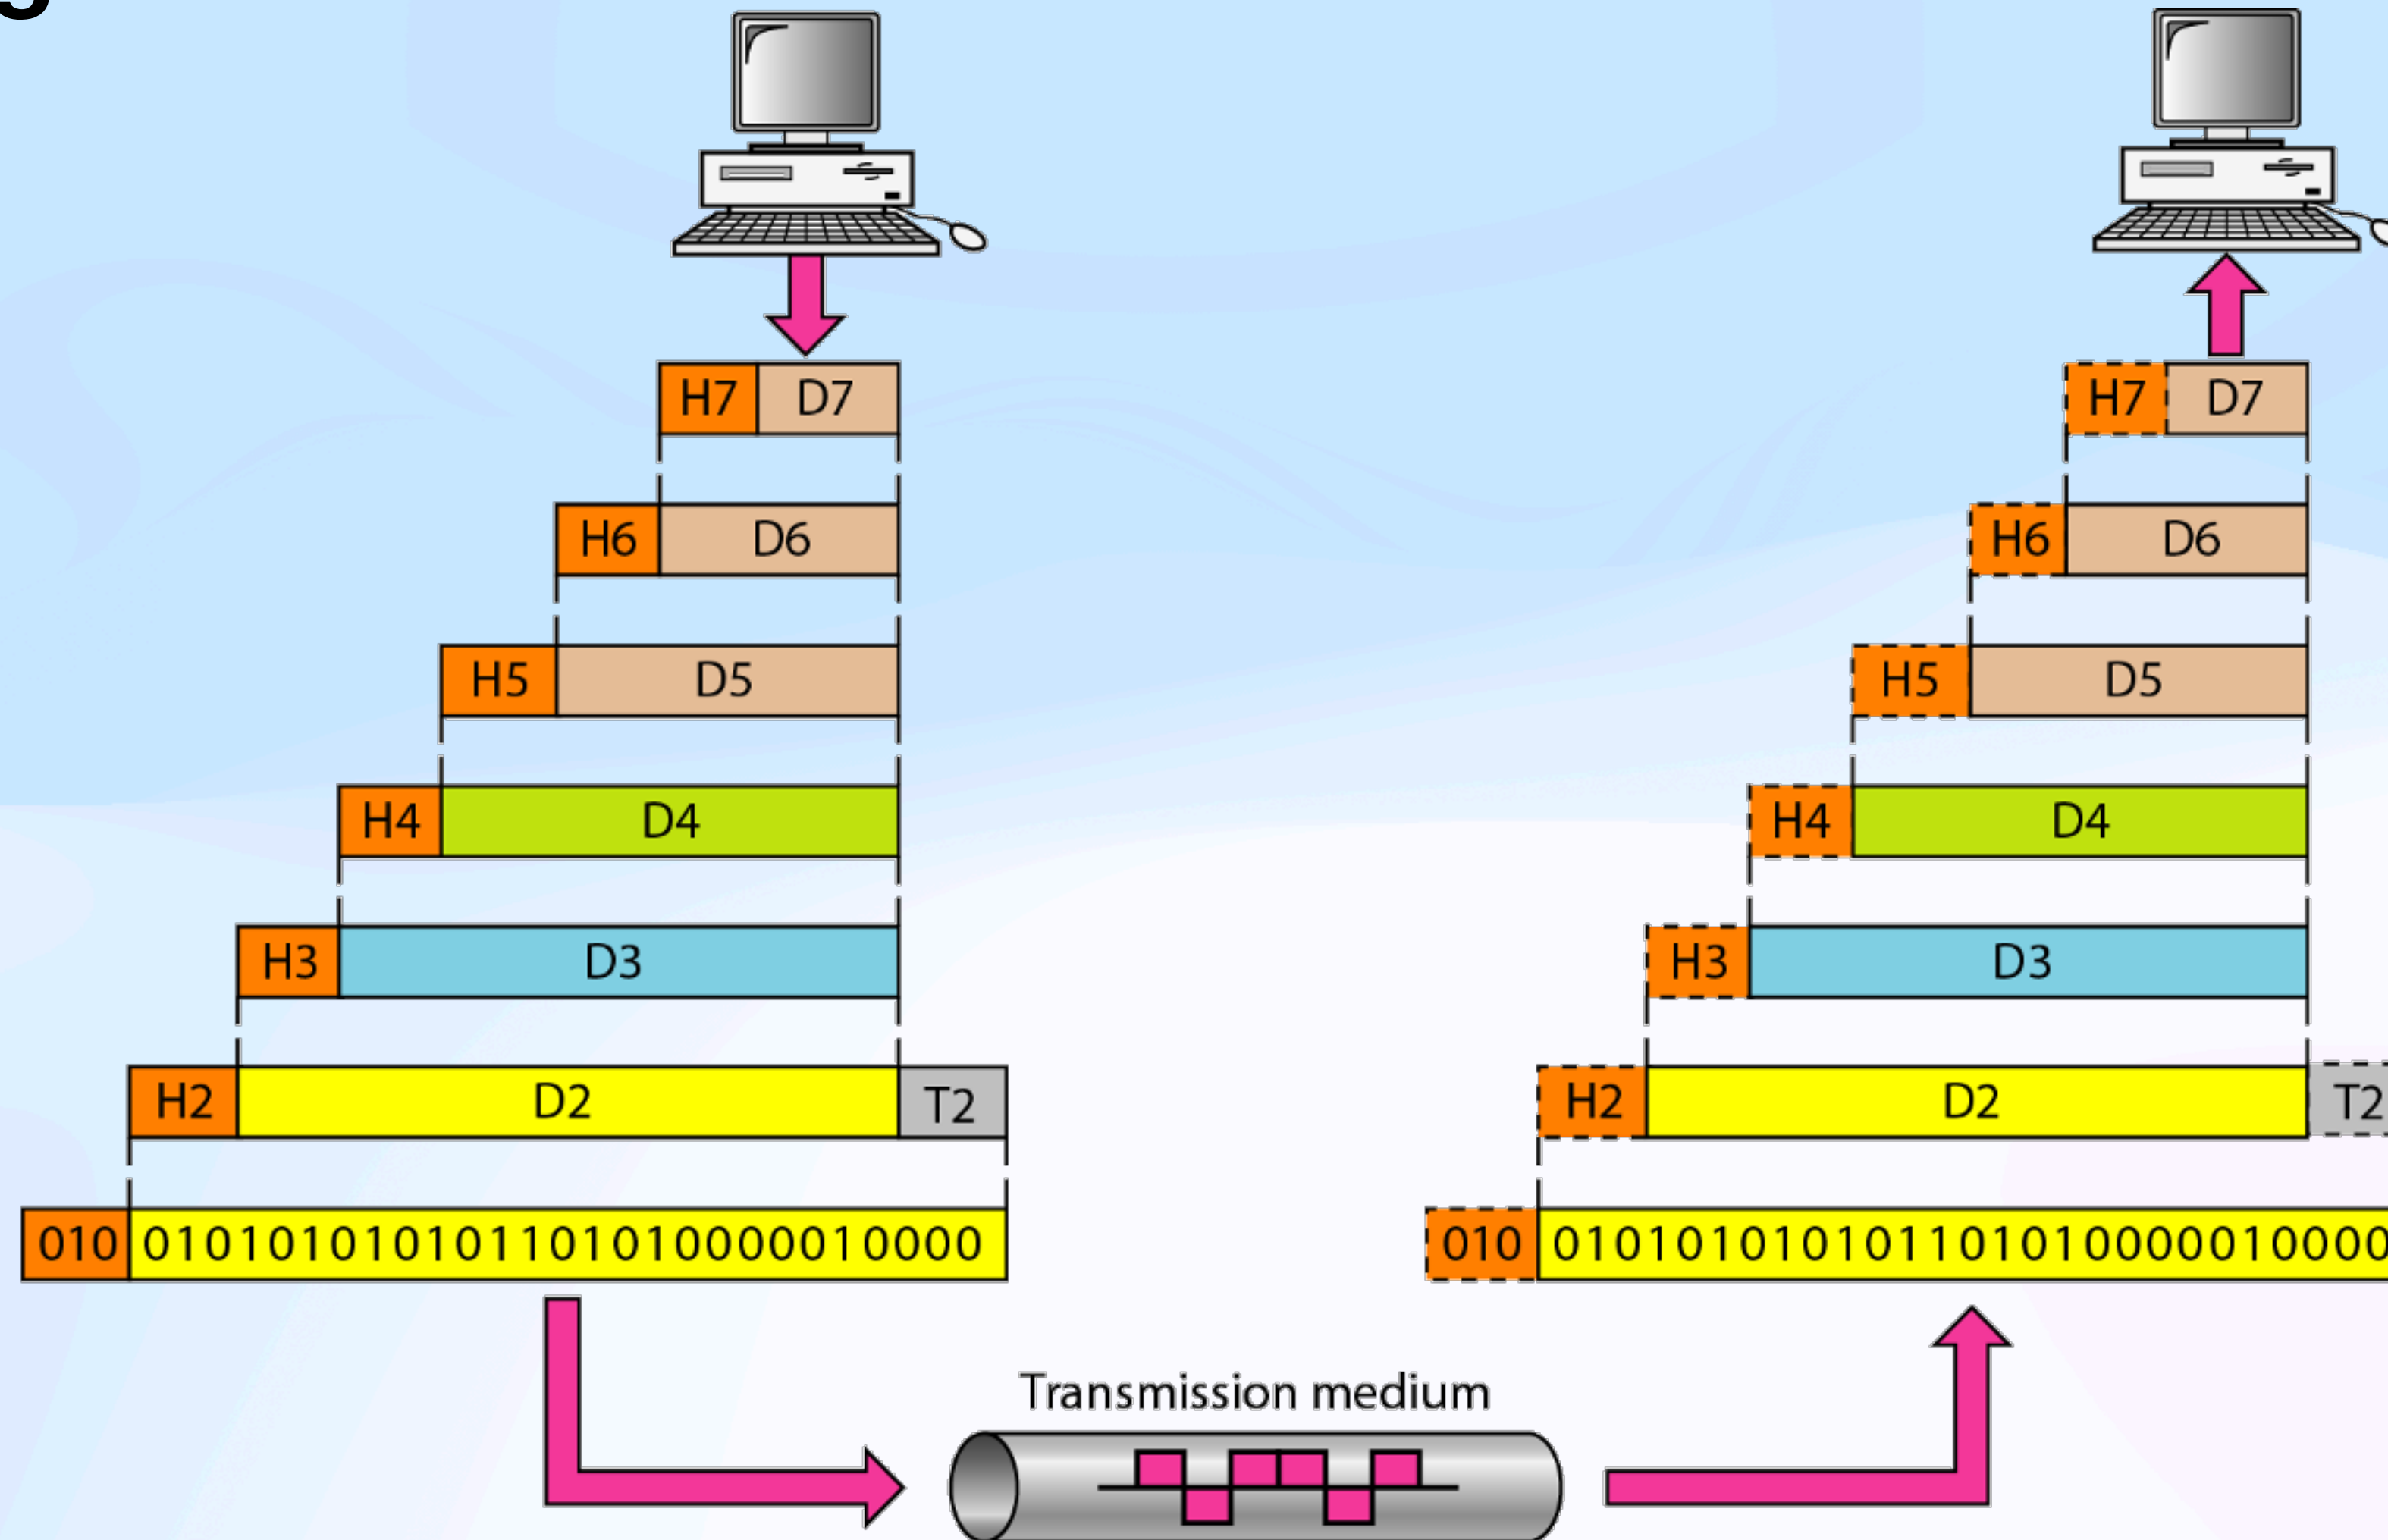 H7 D7 H7 D7
H6 D6 H6 D6
H5 D5 H5 D5
H4 D4 H4 D4
H3 D3 H3 D3
H2 D2 T2 H2 D2 T2
010 010101010101101010000010000 010 010101010101101010000010000
Transmission medium